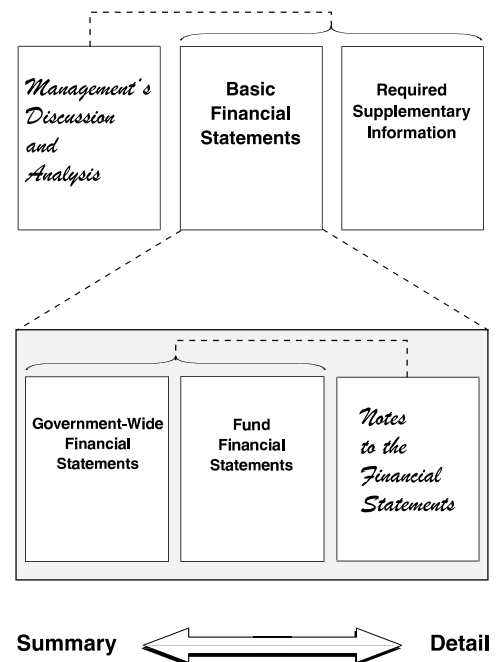 Management's
Discussion
and
Analysis
Basic
Financial
Statements
Required
Supplementary
Information
Government-Wide
Financial
Statements
Fund
Financial
Statements
Notes
to the
Financial
Statements
Summary
Detail